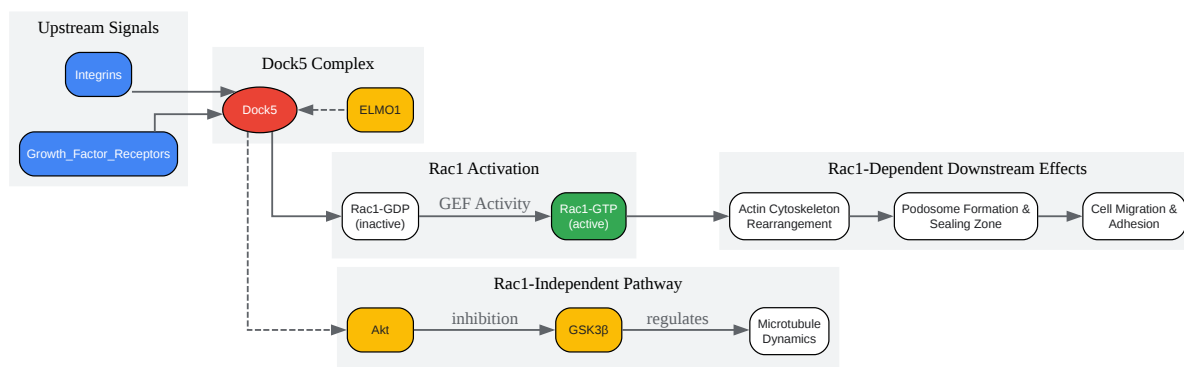 Upstream Signals
Integrins
Growth_Factor_Receptors
Dock5 Complex
Dock5
ELMO1
Rac1 Activation
Rac1-GDP
(inactive)
GEF Activity
Rac1-GTP
(active)
Rac1-Dependent Downstream Effects
Actin Cytoskeleton
Rearrangement
Podosome Formation &
Sealing Zone
Cell Migration &
Adhesion
Rac1-Independent Pathway
Akt
inhibition
GSK3β
regulates
Microtubule
Dynamics